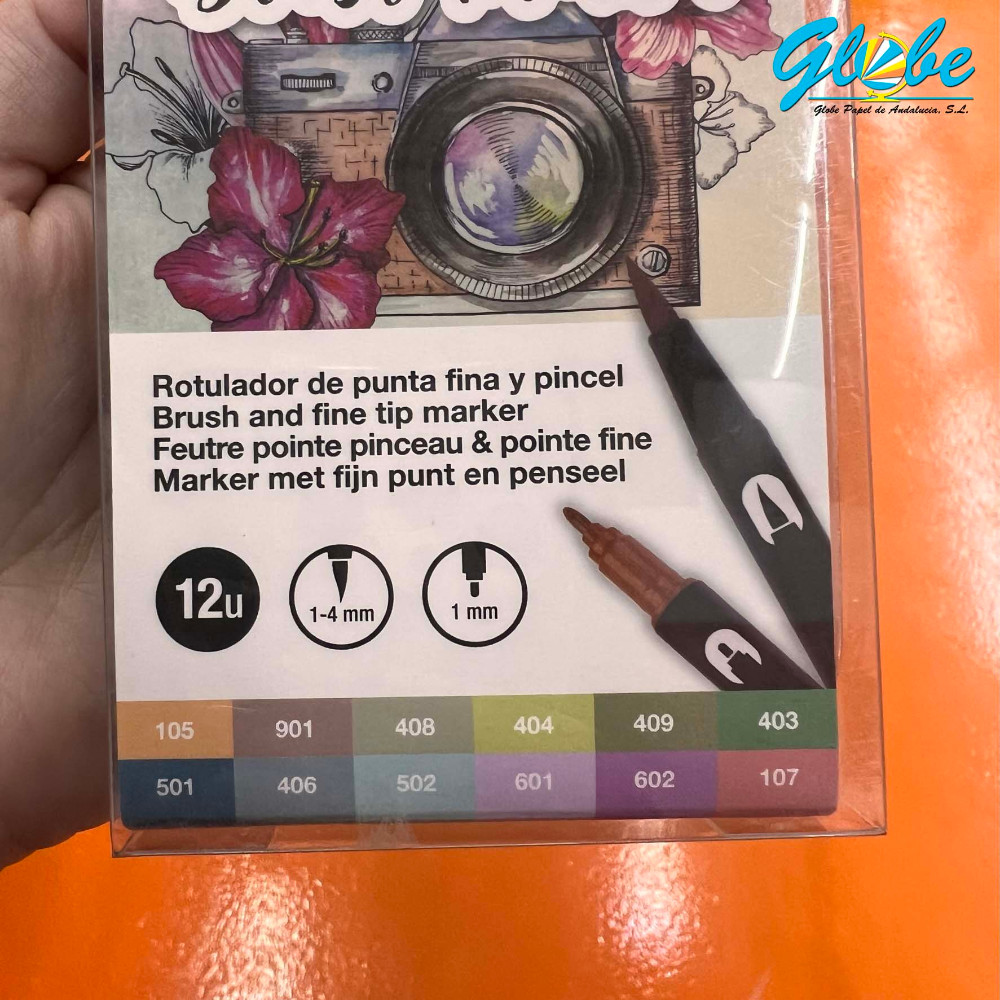 Globe
Globe Papel de Andalucia, S.L.
Rotulador de punta fina y pincel
Brush and fine tip marker
Feutre pointe pinceau & pointe fine
Marker met fijn punt en penseel
12u
1-4 mm
1 mm
105 901 408 404 409 403
501 406 502 601 602 107